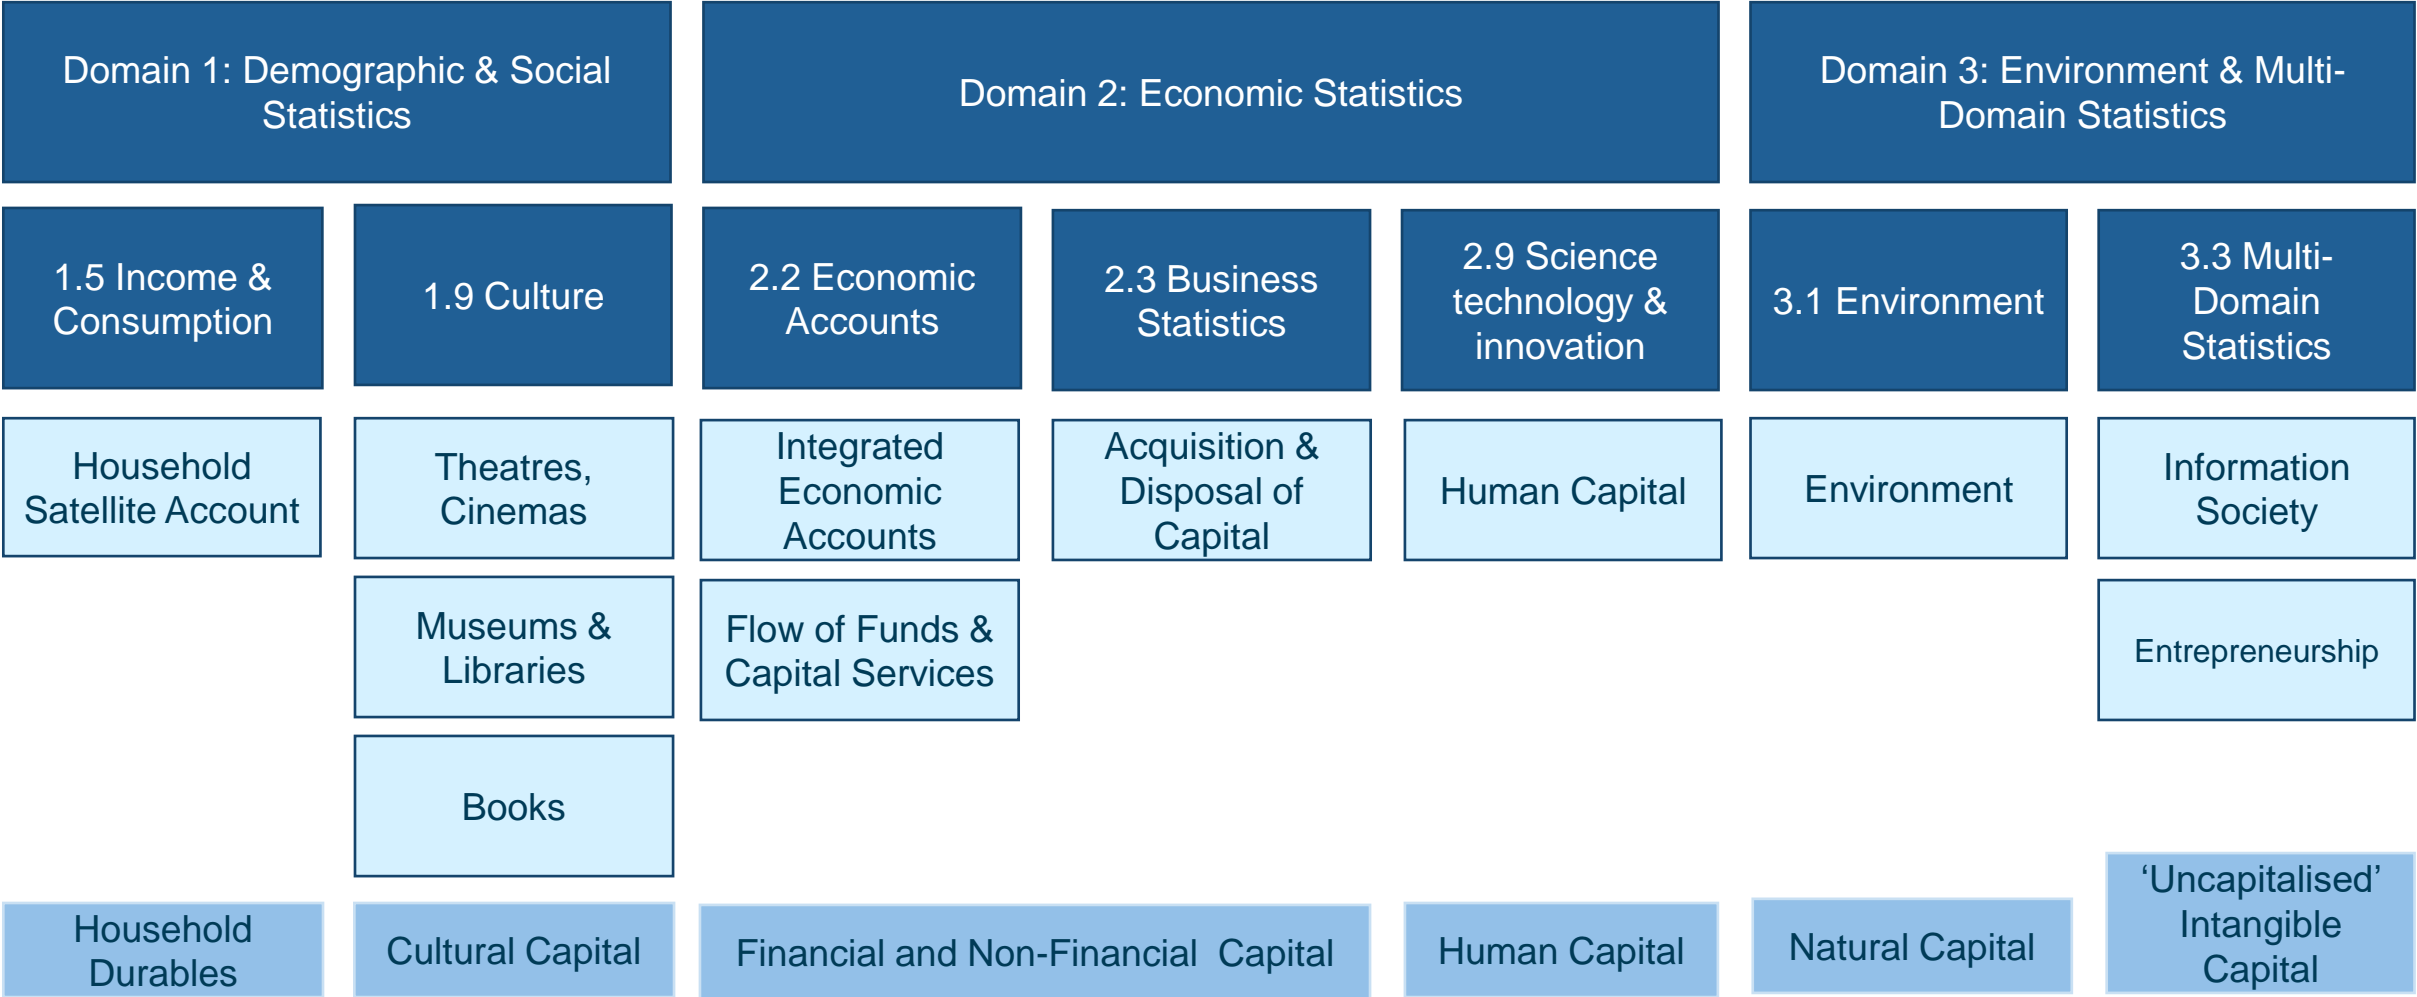 Domain 1: Demographic & Social
Statistics
Domain 2: Economic Statistics
Domain 3: Environment & Multi-
Domain Statistics
1.5 Income &
Consumption
1.9 Culture
2.2 Economic
Accounts
2.3 Business
Statistics
2.9 Science
technology &
innovation
3.1 Environment
3.3 Multi-
Domain
Statistics
Household
Satellite Account
Theatres,
Cinemas
Integrated
Economic
Accounts
Acquisition &
Disposal of
Capital
Human Capital
Environment
Information
Society
Museums &
Libraries
Flow of Funds &
Capital Services
Entrepreneurship
Books
Household
Durables
Cultural Capital
Financial and Non-Financial  Capital
Human Capital
Natural Capital
‘Uncapitalised’
Intangible
Capital